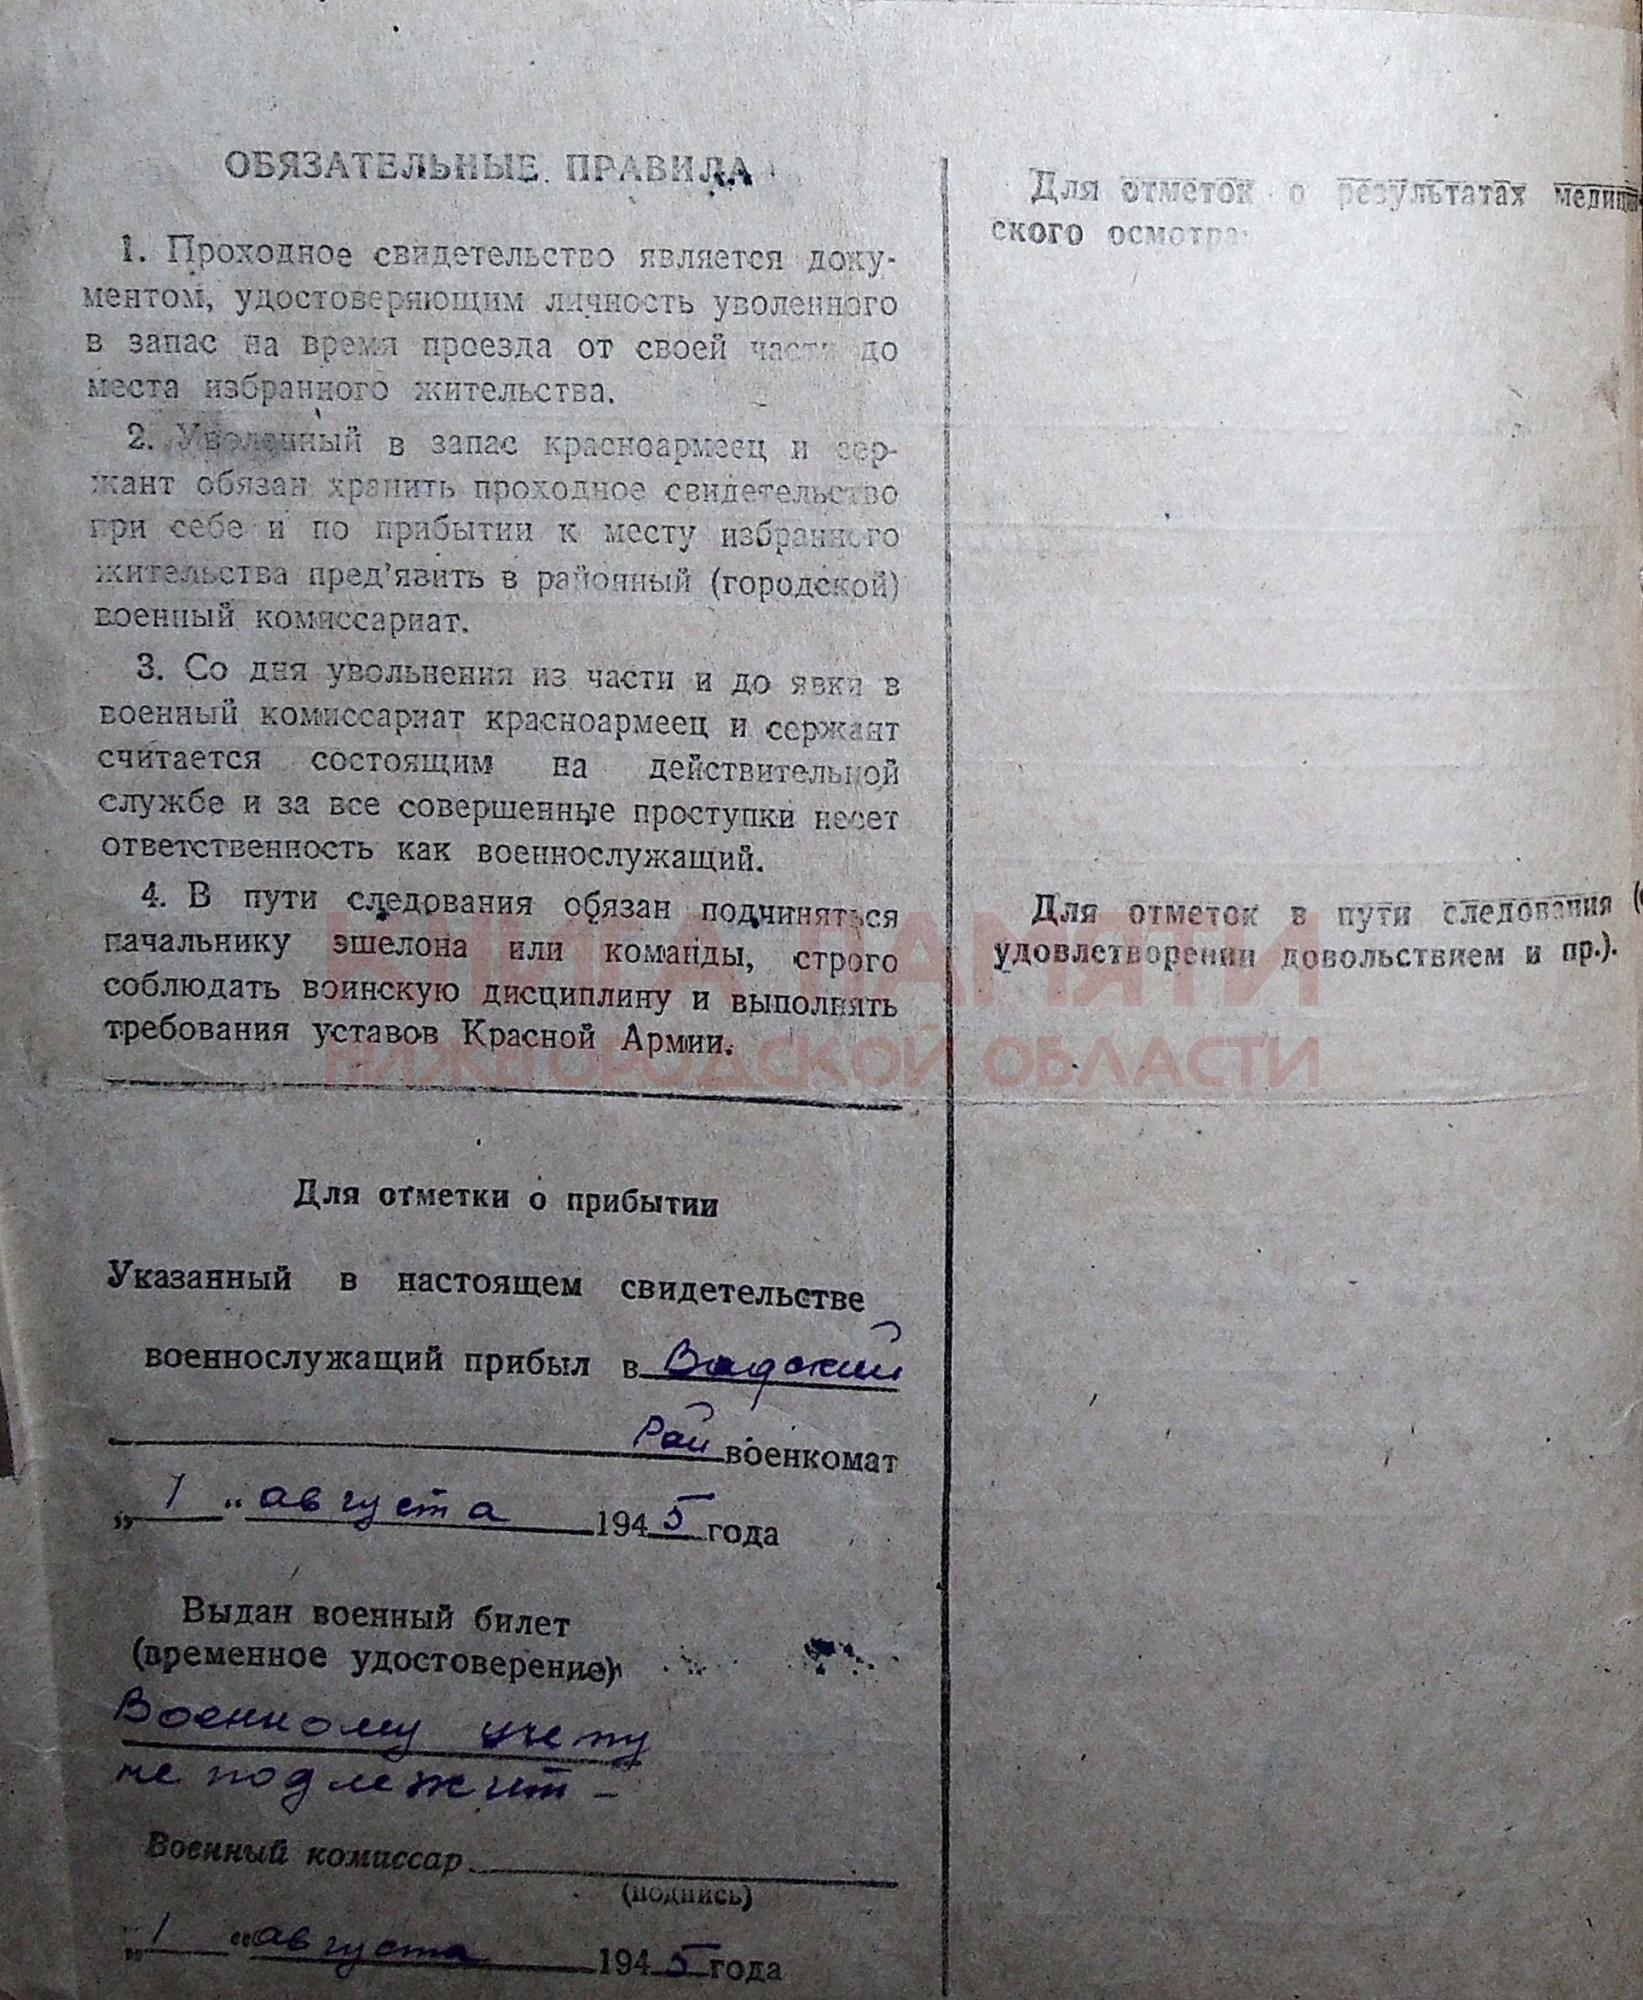 ОБЯЗАТЕЛЬНЫЕ ПРАВИЛА
1. Проходное свидетельство является доку-
ментом, удостоверяющим личность уволенного
в запас на время проезда от своей части до
места избранного жительства.
2. Уволенный в запас красноармеец и сер-
жант обязан хранить проходное свидетельство
при себе и по прибытии к месту избранного
жительства пред'явить в районный (городской)
военный комиссариат.
3. Со дня увольнения из части и до явки в
военный комиссариат красноармеец и сержант
считается состоящим на действительной
службе и за все совершенные проступки несет
ответственность как военнослужащий.
4. В пути следования обязан подчиняться
начальнику эшелона или команды, строго
соблюдать воинскую дисциплину и выполнять
требования уставов Красной Армии.
Для отметки о прибытии
Указанный в настоящем свидетельстве
военнослужащий прибыл в Вадский
Рай военкомат
„ 1 “ августа 1945 года
Выдан военный билет
(временное удостоверение)
Военному учету
не подлежит –
Военный комиссар
(подпись)
„ 1 “ августа 1945 года
Для отметок о результатах медицин-
ского осмотра:
Для отметок в пути следования (о
удовлетворении довольствием и пр.).
КНИГА ПАМЯТИ
НИЖЕГОРОДСКОЙ ОБЛАСТИ